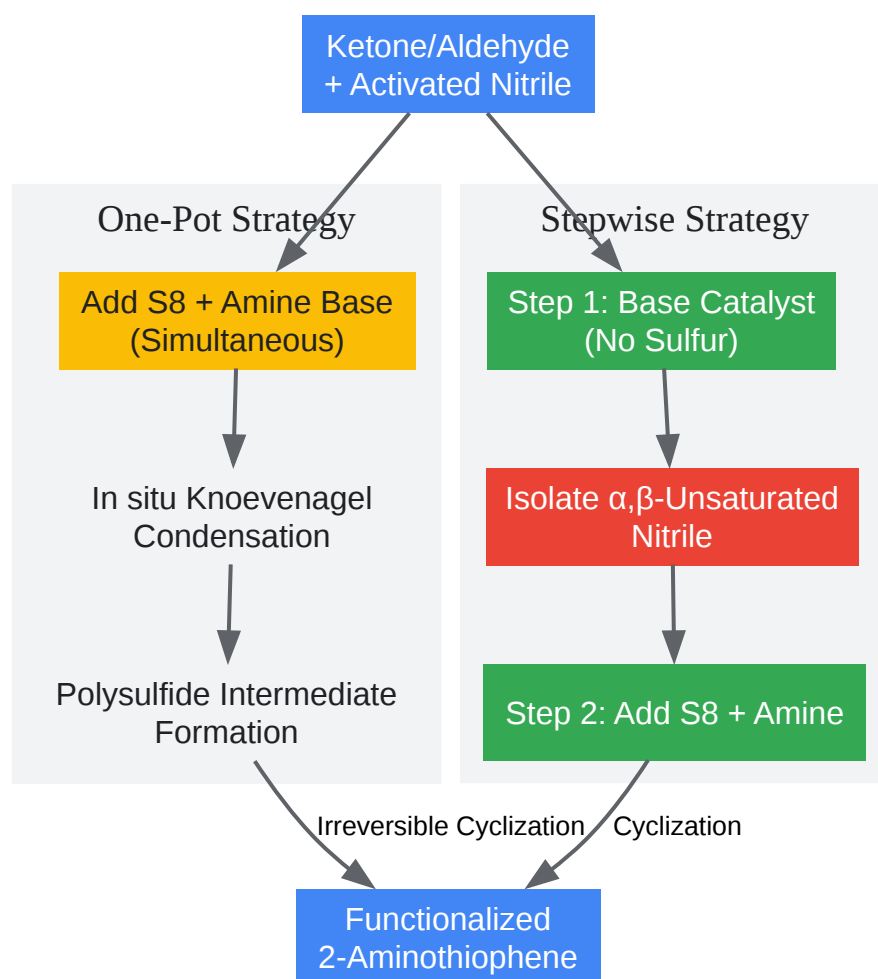 Ketone/Aldehyde
+ Activated Nitrile
One-Pot Strategy
Add S8 + Amine Base
(Simultaneous)
In situ Knoevenagel
Condensation
Polysulfide Intermediate
Formation
Stepwise Strategy
Step 1: Base Catalyst
(No Sulfur)
Isolate α,β-Unsaturated
Nitrile
Step 2: Add S8 + Amine
Irreversible Cyclization
Cyclization
Functionalized
2-Aminothiophene